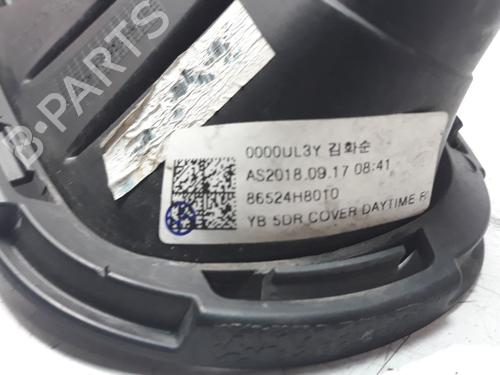 B-PARTS
0000UL3Y 김화순
AS2018.09.17 08:41
86524H8010
YB 5DR COVER DAYTIME R